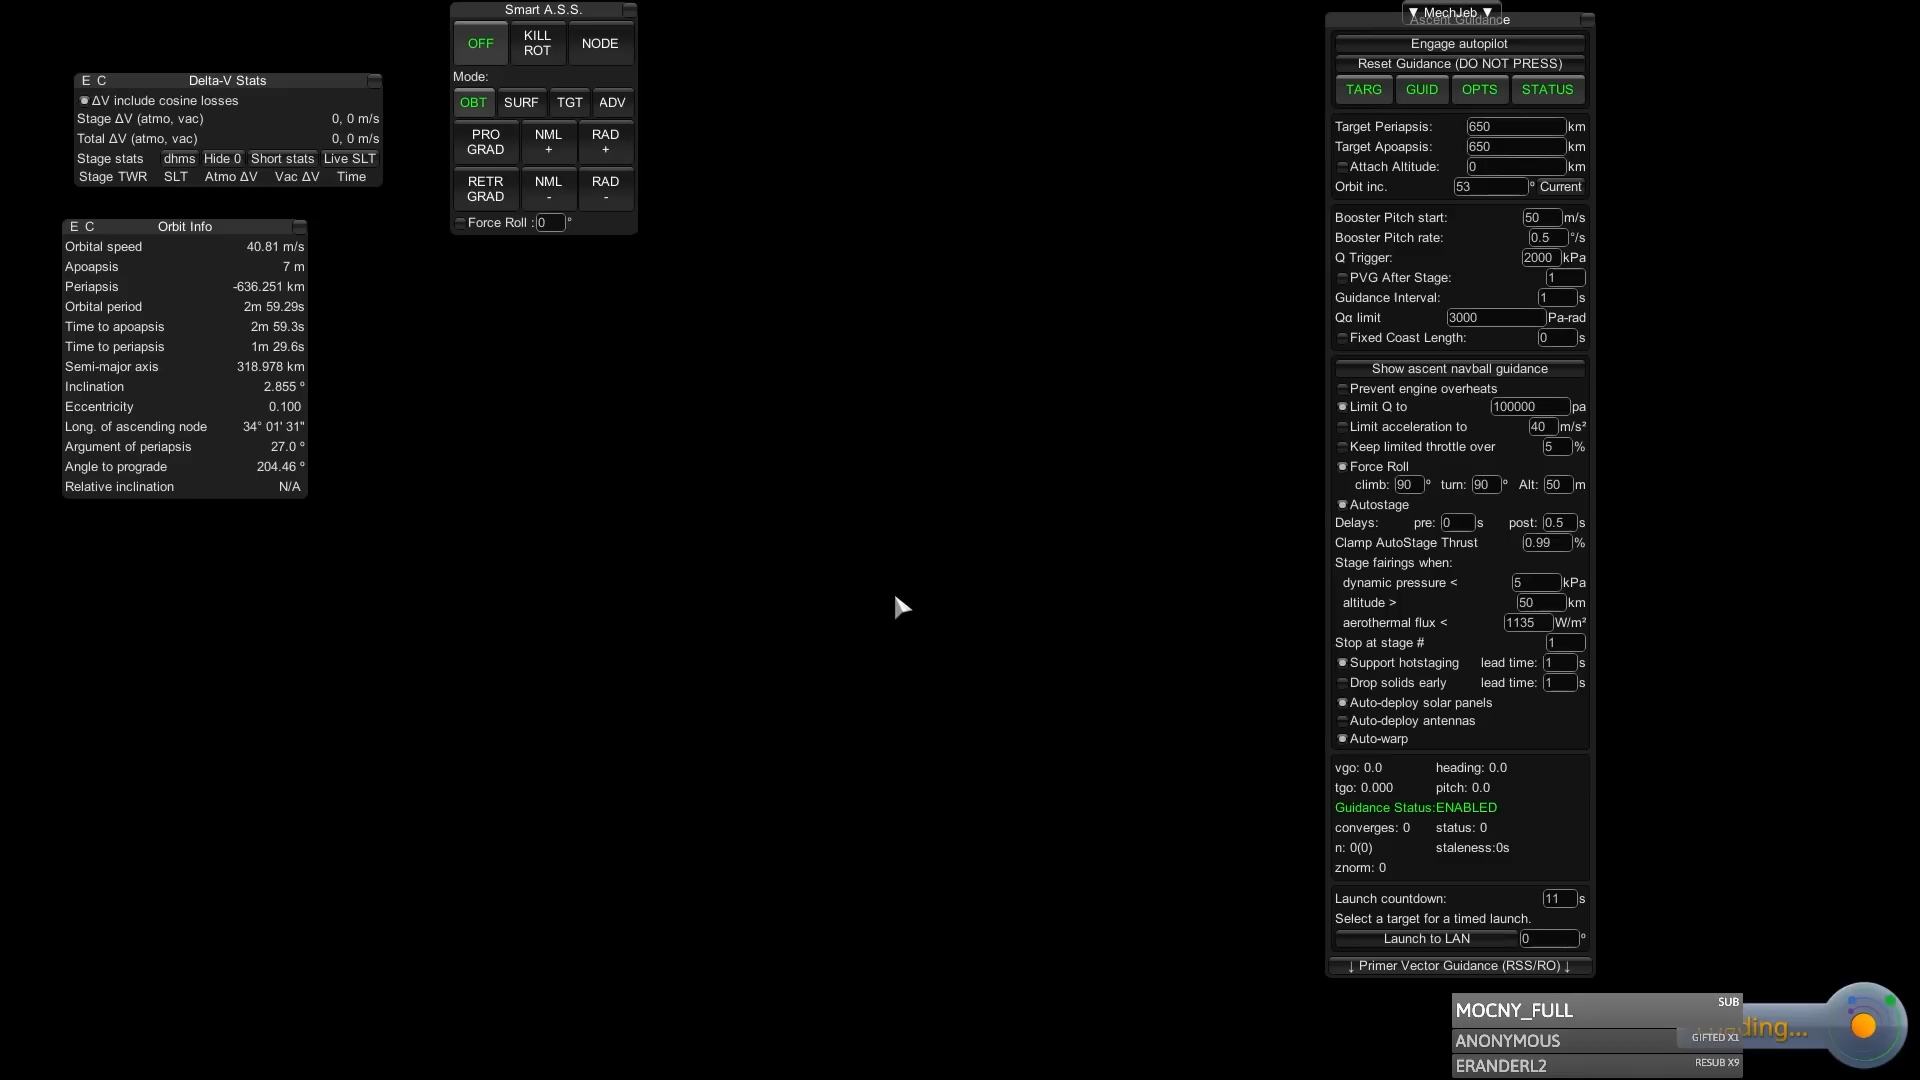 Smart A.S.S.
OFF
KILL ROT
NODE
Mode:
OBT SURF TGT ADV
PRO GRAD
NML +
RAD +
RETR GRAD
NML -
RAD -
Force Roll : 0 °
E C Delta-V Stats
ΔV include cosine losses
Stage ΔV (atmo, vac) 0, 0 m/s
Total ΔV (atmo, vac) 0, 0 m/s
Stage stats dhms Hide 0 Short stats Live SLT
Stage TWR SLT Atmo ΔV Vac ΔV Time
E C Orbit Info
Orbital speed 40.81 m/s
Apoapsis 7 m
Periapsis -636.251 km
Orbital period 2m 59.29s
Time to apoapsis 2m 59.3s
Time to periapsis 1m 29.6s
Semi-major axis 318.978 km
Inclination 2.855 º
Eccentricity 0.100
Long. of ascending node 34° 01' 31"
Argument of periapsis 27.0 º
Angle to prograde 204.46 º
Relative inclination N/A
▼ MechJeb ▼
Ascent Guidance
Engage autopilot
Reset Guidance (DO NOT PRESS)
TARG GUID OPTS STATUS
Target Periapsis: 650 km
Target Apoapsis: 650 km
Attach Altitude: 0 km
Orbit inc. 53 º Current
Booster Pitch start: 50 m/s
Booster Pitch rate: 0.5 °/s
Q Trigger: 2000 kPa
PVG After Stage: 1
Guidance Interval: 1 s
Qα limit 3000 Pa-rad
Fixed Coast Length: 0 s
Show ascent navball guidance
Prevent engine overheats
Limit Q to 100000 pa
Limit acceleration to 40 m/s²
Keep limited throttle over 5 %
Force Roll
climb: 90 º turn: 90 º Alt: 50 m
Autostage
Delays: pre: 0 s post: 0.5 s
Clamp AutoStage Thrust 0.99 %
Stage fairings when:
dynamic pressure < 5 kPa
altitude > 50 km
aerothermal flux < 1135 W/m²
Stop at stage # 1
Support hotstaging lead time: 1 s
Drop solids early lead time: 1 s
Auto-deploy solar panels
Auto-deploy antennas
Auto-warp
vgo: 0.0 heading: 0.0
tgo: 0.000 pitch: 0.0
Guidance Status:ENABLED
converges: 0 status: 0
n: 0(0) staleness:0s
znorm: 0
Launch countdown: 11 s
Select a target for a timed launch.
Launch to LAN 0 º
↓ Primer Vector Guidance (RSS/RO) ↓
MOCNY_FULL SUB
ANONYMOUS GIFTED X1
ERANDERL2 RESUB X9